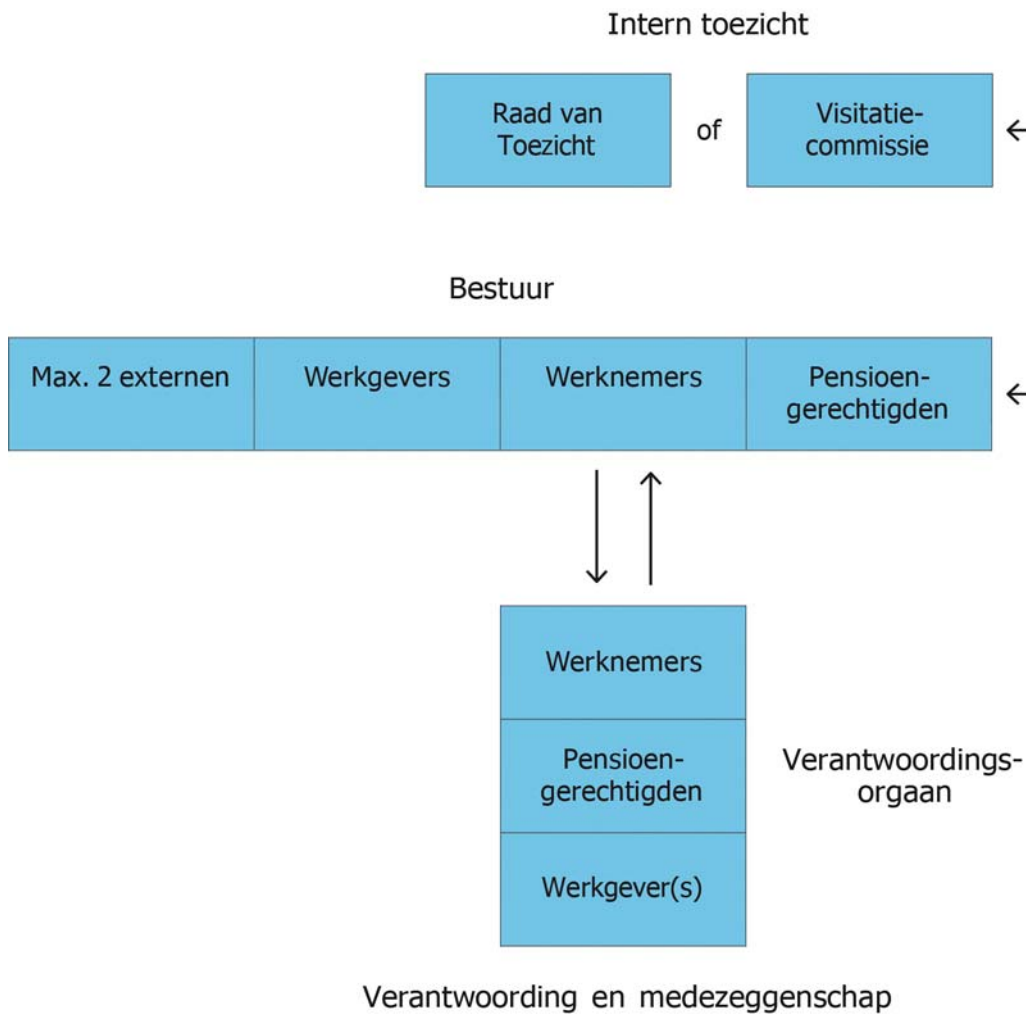 Intern toezicht
Raad van
Toezicht
of
Visitatie-
commissie
Bestuur
Max. 2 externen
Werkgevers
Werknemers
Pensioen-
gerechtigden
Werknemers
Pensioen-
gerechtigden
Werkgever(s)
Verantwoordings-
orgaan
Verantwoording en medezeggenschap